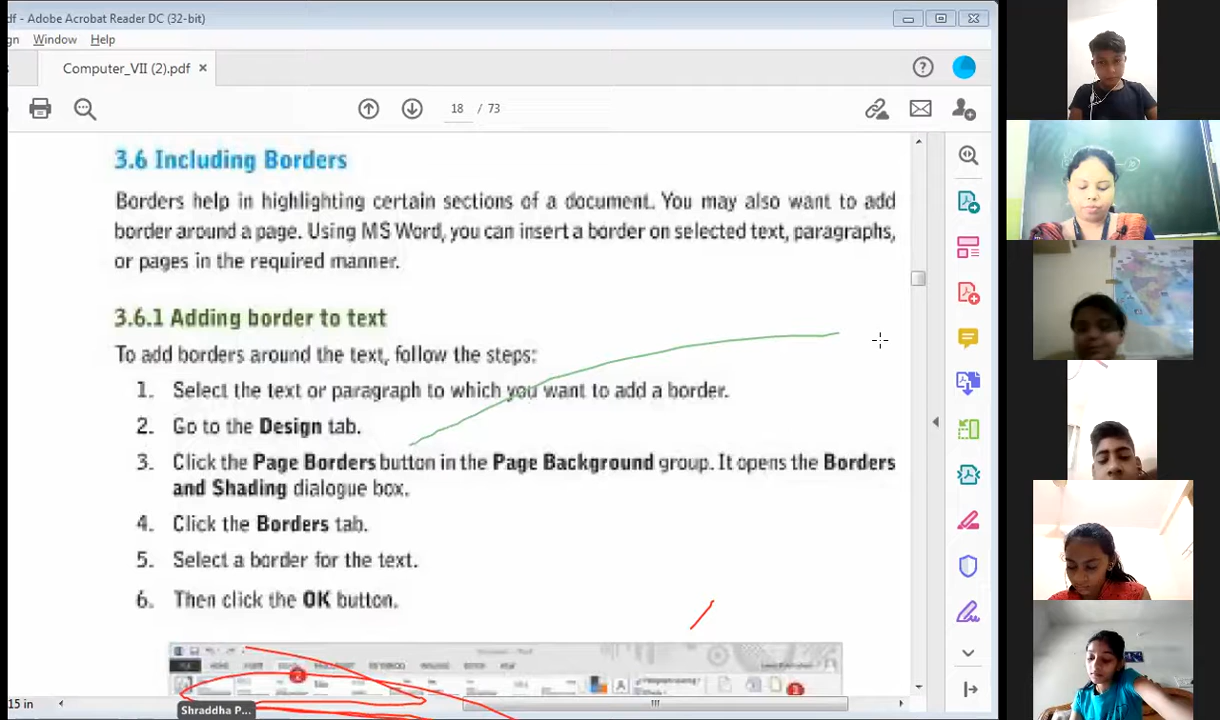 df - Adobe Acrobat Reader DC (32-bit)
gn Window Help
s Computer_VII (2).pdf ×
18 / 73
3.6 Including Borders
Borders help in highlighting certain sections of a document. You may also want to add
border around a page. Using MS Word, you can insert a border on selected text, paragraphs,
or pages in the required manner.
3.6.1 Adding border to text
To add borders around the text, follow the steps:
1. Select the text or paragraph to which you want to add a border.
2. Go to the Design tab.
3. Click the Page Borders button in the Page Background group. It opens the Borders
and Shading dialogue box.
4. Click the Borders tab.
5. Select a border for the text.
6. Then click the OK button.
2
3
15 in
Shraddha P...